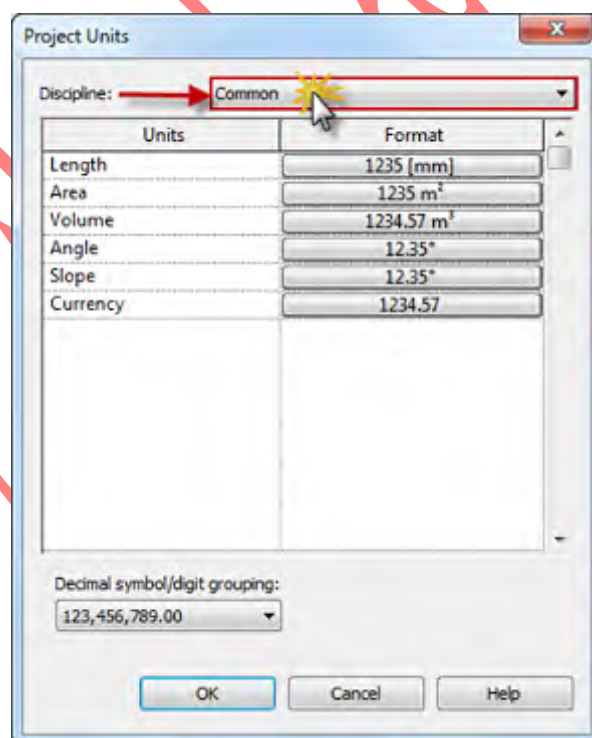 Project Units
Discipline: Common
Units Format
Length 1235 [mm]
Area 1235 m²
Volume 1234.57 m³
Angle 12.35°
Slope 12.35°
Currency 1234.57
Decimal symbol/digit grouping:
123,456,789.00
OK Cancel Help